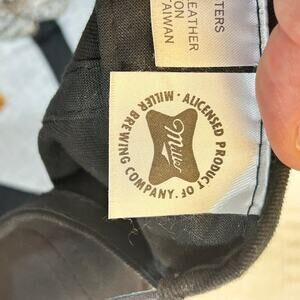 TERS
EATHER
ON
TAIWAN
A LICENSED PRODUCT OF
MILLER BREWING COMPANY.
Miller